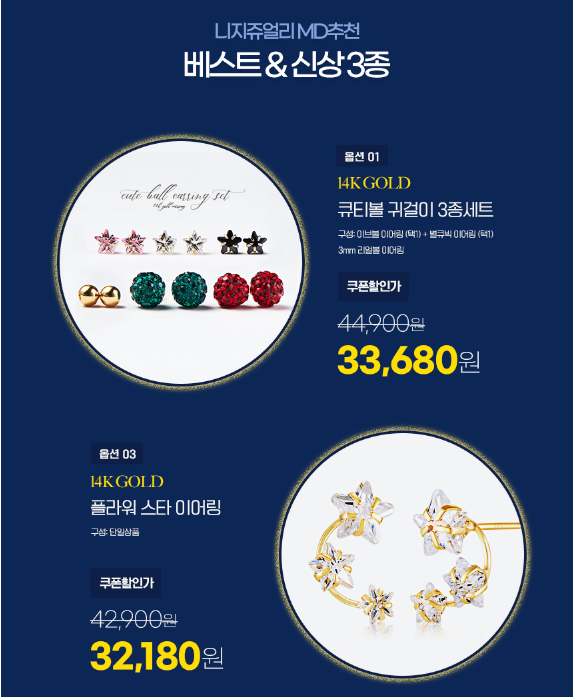 니지쥬얼리 MD추천
베스트 & 신상 3종
cute ball earring set
옵션 01
14K GOLD
큐티볼 귀걸이 3종세트
구성: 이브볼 이어링 (택1) + 별큐빅 이어링 (택1)
3mm 리얼볼 이어링
쿠폰할인가
44,900원
33,680원
옵션 03
14K GOLD
플라워 스타 이어링
구성: 단일상품
쿠폰할인가
42,900원
32,180원